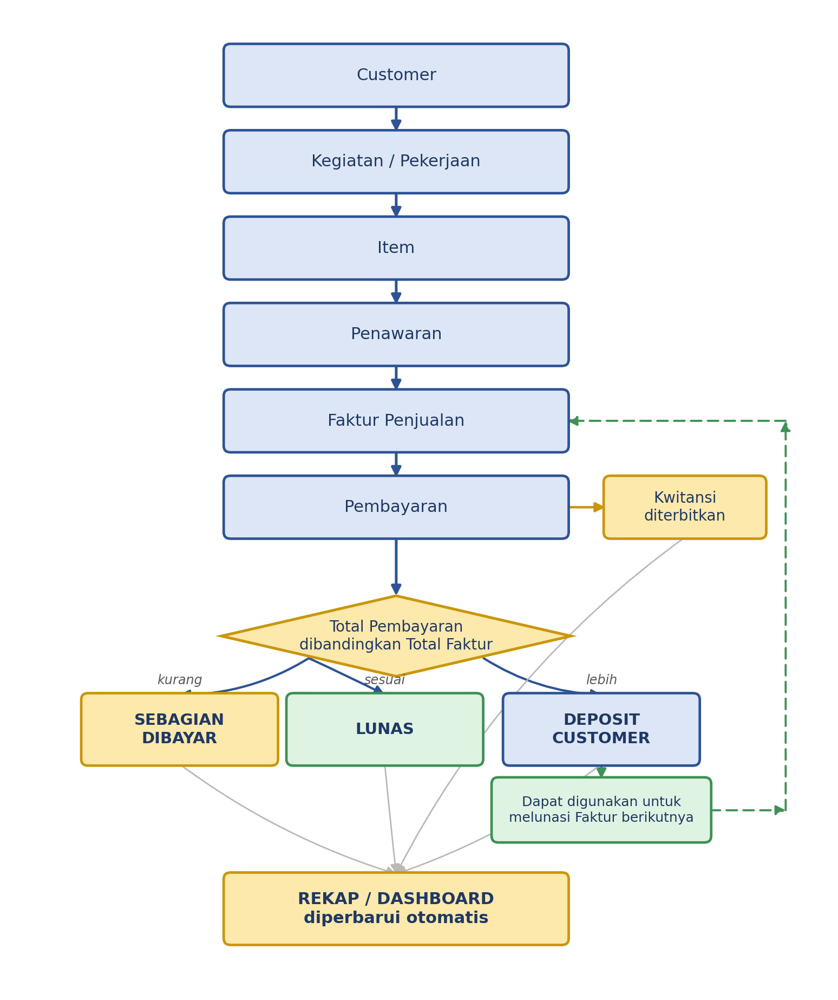 Customer
Kegiatan / Pekerjaan
Item
Penawaran
Faktur Penjualan
Pembayaran
Kwitansi
diterbitkan
Total Pembayaran
dibandingkan Total Faktur
kurang
sesuai
lebih
SEBAGIAN
DIBAYAR
LUNAS
DEPOSIT
CUSTOMER
Dapat digunakan untuk
melunasi Faktur berikutnya
REKAP / DASHBOARD
diperbarui otomatis